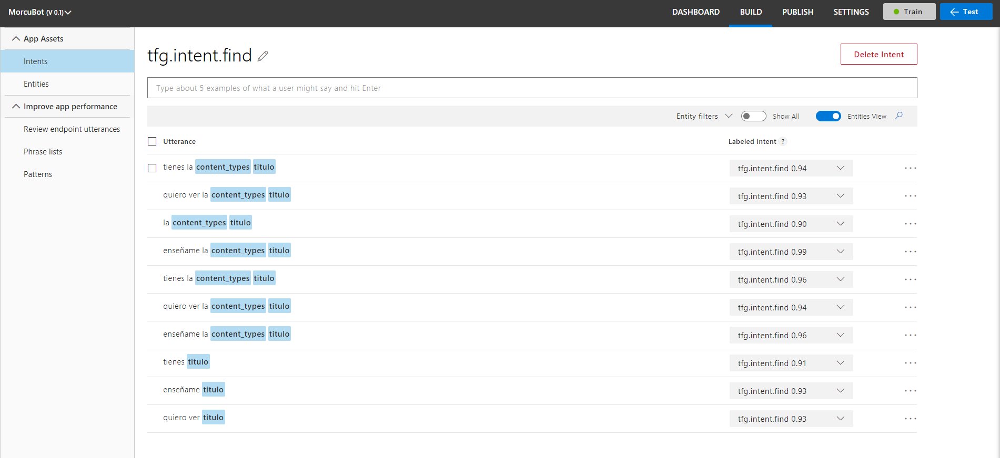 MorcuBot (V 0.1)
DASHBOARD BUILD PUBLISH SETTINGS Train Test
App Assets
Intents
Entities
Improve app performance
Review endpoint utterances
Phrase lists
Patterns
tfg.intent.find
Delete Intent
Type about 5 examples of what a user might say and hit Enter
Entity filters Show All Entities View
Utterance Labeled intent ?
tienes la content_types titulo tfg.intent.find 0.94 ...
quiero ver la content_types titulo tfg.intent.find 0.93 ...
la content_types titulo tfg.intent.find 0.90 ...
enseñame la content_types titulo tfg.intent.find 0.99 ...
tienes la content_types titulo tfg.intent.find 0.96 ...
quiero ver la content_types titulo tfg.intent.find 0.94 ...
enseñame la content_types titulo tfg.intent.find 0.96 ...
tienes titulo tfg.intent.find 0.91 ...
enseñame titulo tfg.intent.find 0.93 ...
quiero ver titulo tfg.intent.find 0.93 ...